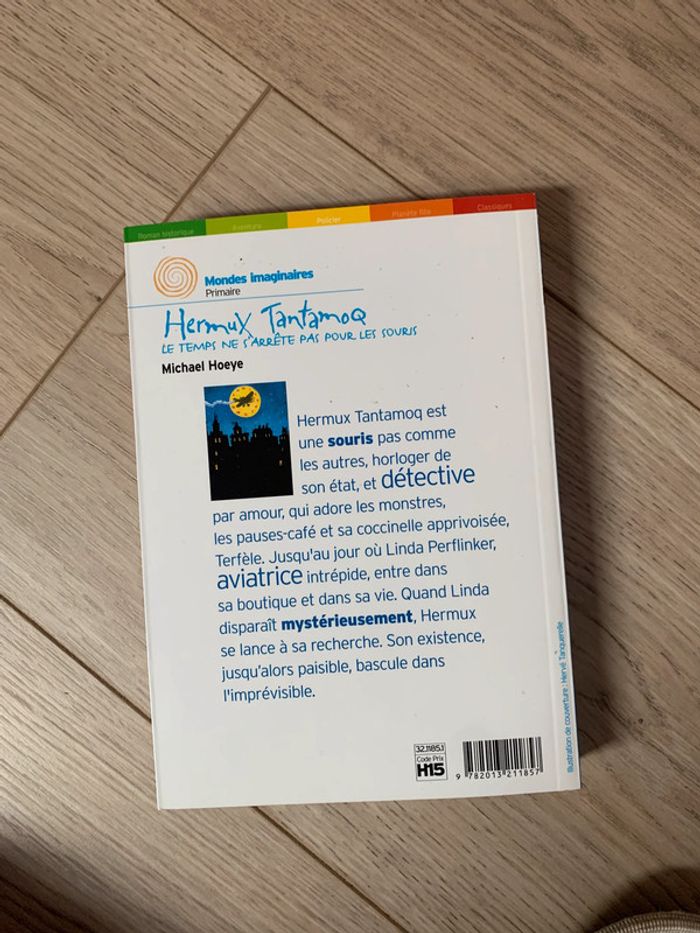 Roman historique Aventure Policier Planète fille Classiques
Mondes imaginaires
Primaire
Hermux Tantamoq
LE TEMPS NE S'ARRÊTE PAS POUR LES SOURIS
Michael Hoeye
Hermux Tantamoq est
une souris pas comme
les autres, horloger de
son état, et détective
par amour, qui adore les monstres,
les pauses-café et sa coccinelle apprivoisée,
Terfèle. Jusqu'au jour où Linda Perflinker,
aviatrice intrépide, entre dans
sa boutique et dans sa vie. Quand Linda
disparaît mystérieusement, Hermux
se lance à sa recherche. Son existence,
jusqu'alors paisible, bascule dans
l'imprévisible.
32.1185.1
Code Prix
H15
9 782013 211857
Illustration de couverture : Hervé Tanquerelle